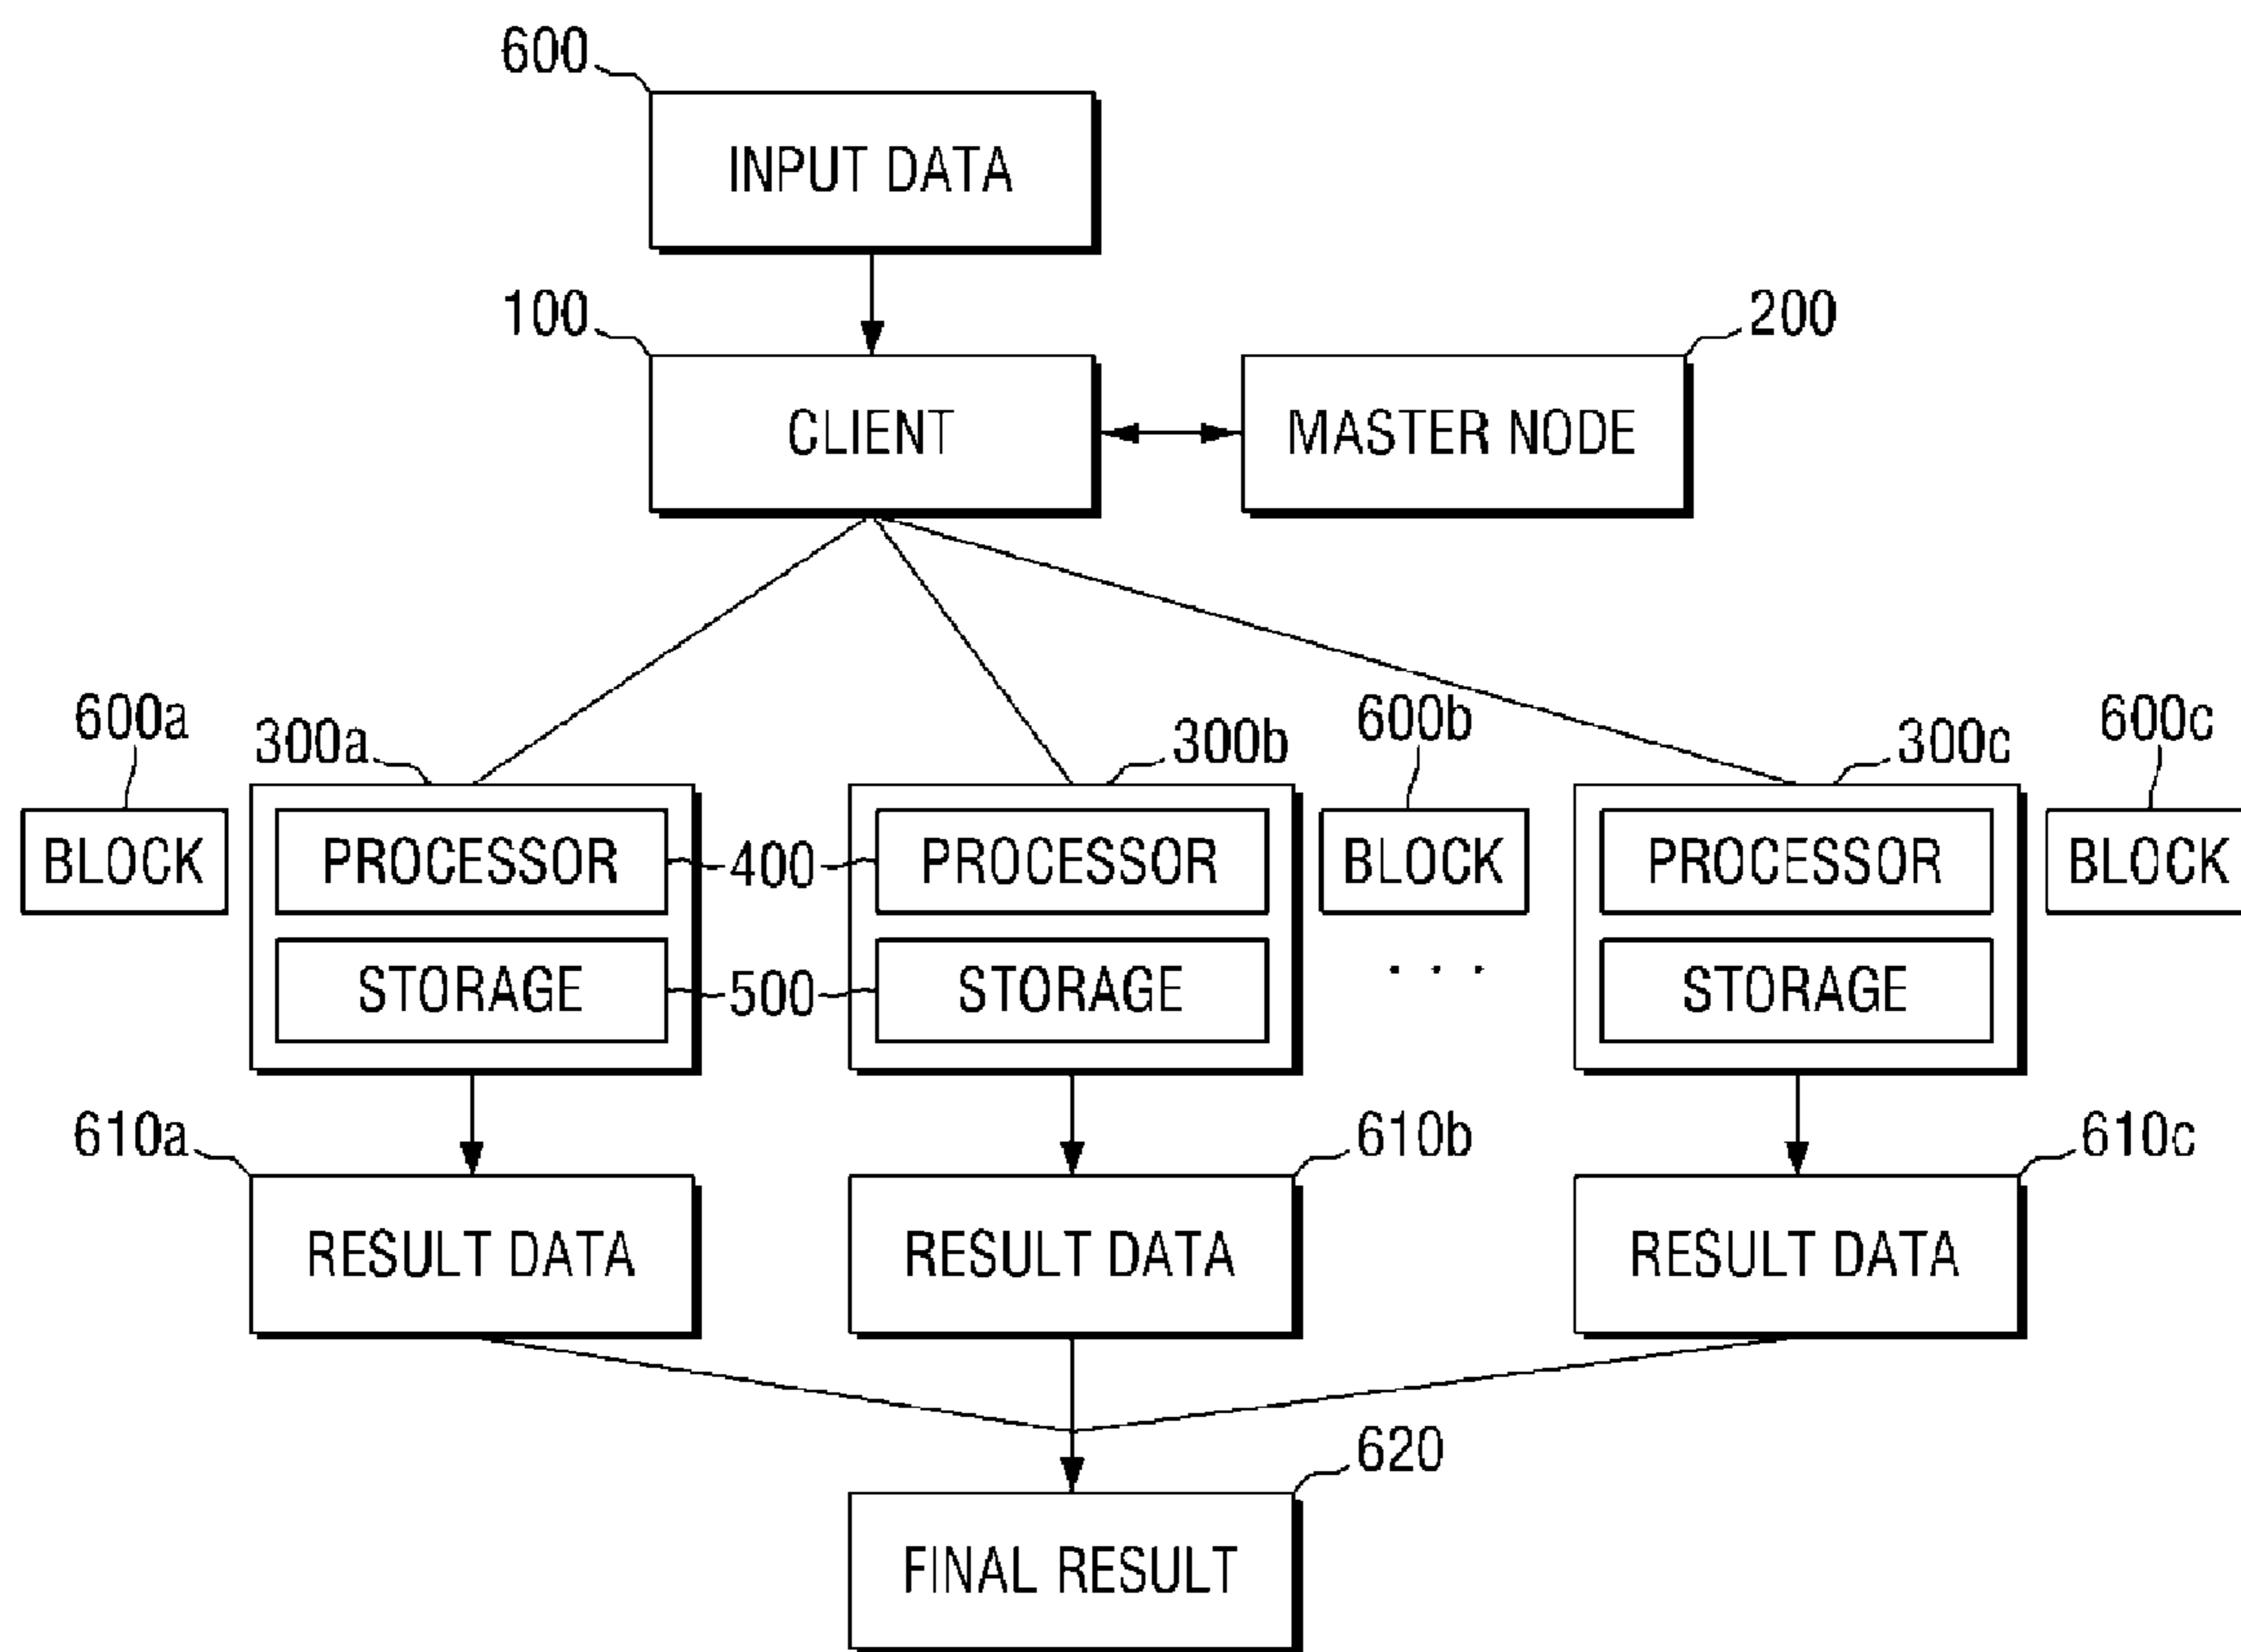 600
INPUT DATA
100
200
CLIENT
MASTER NODE
600a
300a
300b
600b
300c
600c
BLOCK
PROCESSOR
400
PROCESSOR
BLOCK
PROCESSOR
BLOCK
STORAGE
500
STORAGE
. . .
STORAGE
610a
610b
610c
RESULT DATA
RESULT DATA
RESULT DATA
620
FINAL RESULT